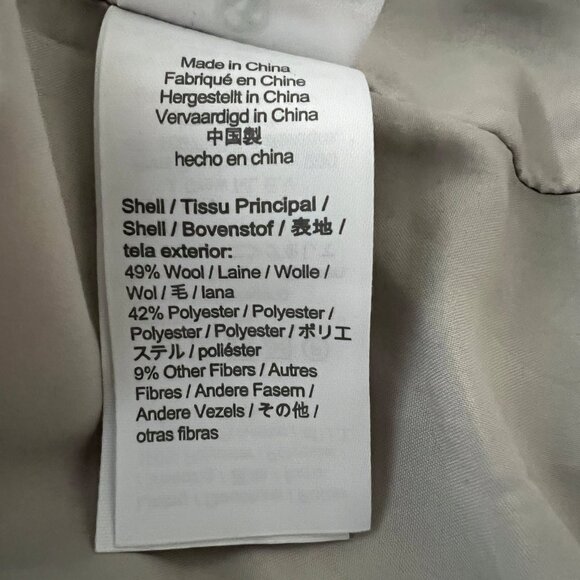 Made in China
Fabriqué en Chine
Hergestellt in China
Vervaardigd in China
中国製
hecho en china
Shell / Tissu Principal /
Shell / Bovenstof / 表地 /
tela exterior:
49% Wool / Laine / Wolle /
Wol / 毛 / lana
42% Polyester / Polyester /
Polyester / Polyester / ポリエ
ステル / poliéster
9% Other Fibers / Autres
Fibres / Andere Fasern /
Andere Vezels / その他 /
otras fibras